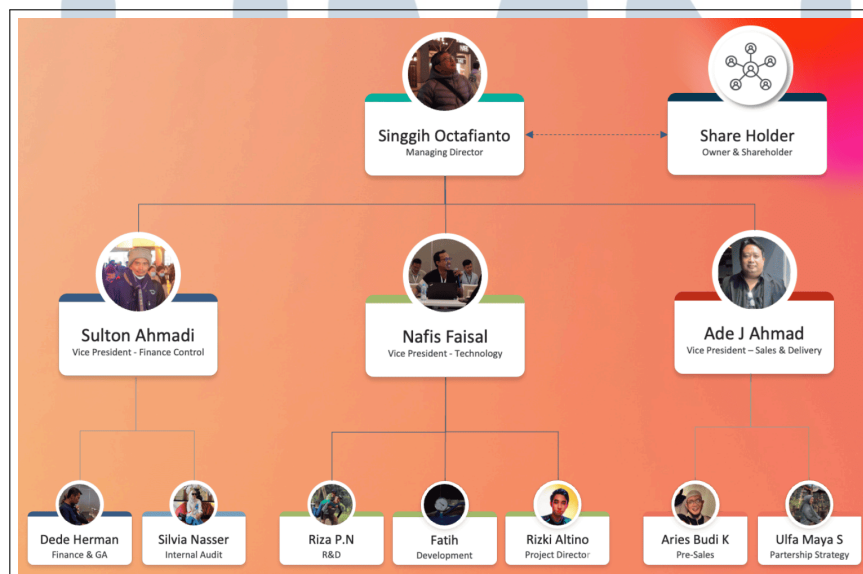 Singgih Octafianto
Managing Director
Share Holder
Owner & Shareholder
Sulton Ahmadi
Vice President - Finance Control
Nafis Faisal
Vice President - Technology
Ade J Ahmad
Vice President – Sales & Delivery
Dede Herman
Finance & GA
Silvia Nasser
Internal Audit
Riza P.N
R&D
Fatih
Development
Rizki Altino
Project Director
Aries Budi K
Pre-Sales
Ulfa Maya S
Partership Strategy